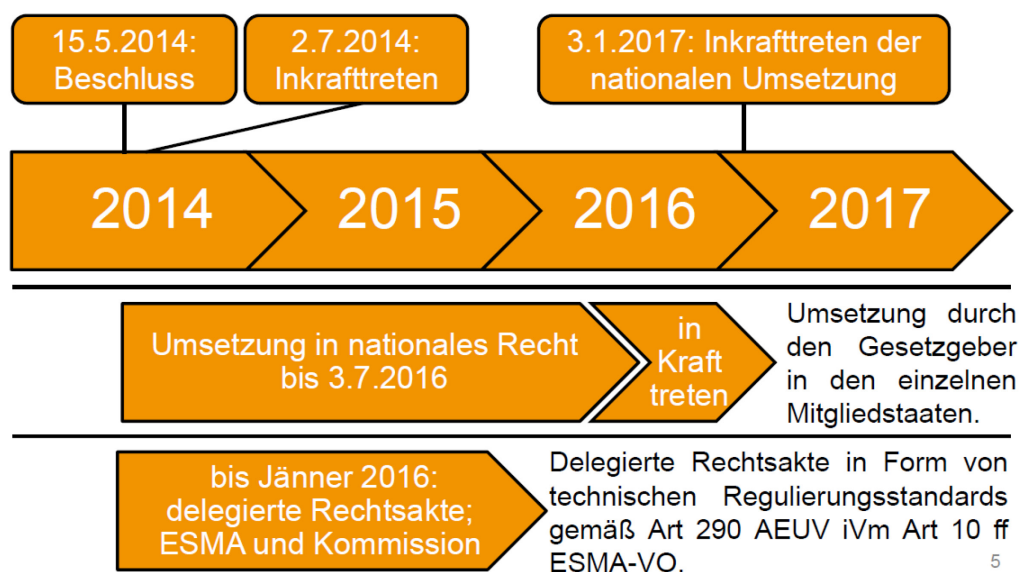 15.5.2014:
Beschluss
2.7.2014:
Inkrafttreten
3.1.2017: Inkrafttreten der
nationalen Umsetzung
2014
2015
2016
2017
Umsetzung in nationales Recht
bis 3.7.2016
in
Kraft
treten
Umsetzung durch
den Gesetzgeber
in den einzelnen
Mitgliedstaaten.
bis Jänner 2016:
delegierte Rechtsakte;
ESMA und Kommission
Delegierte Rechtsakte in Form von
technischen Regulierungsstandards
gemäß Art 290 AEUV iVm Art 10 ff
ESMA-VO.
5